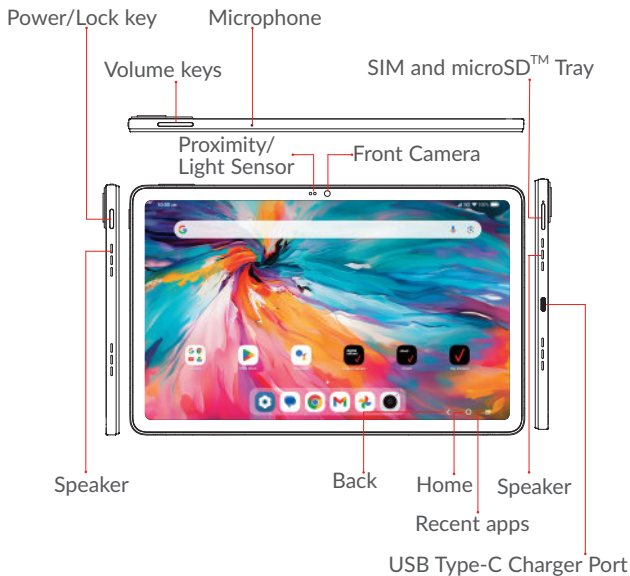 Power/Lock key
Microphone
Volume keys
SIM and microSD™ Tray
Proximity/
Light Sensor
Front Camera
Speaker
Back
Home
Speaker
Recent apps
USB Type-C Charger Port